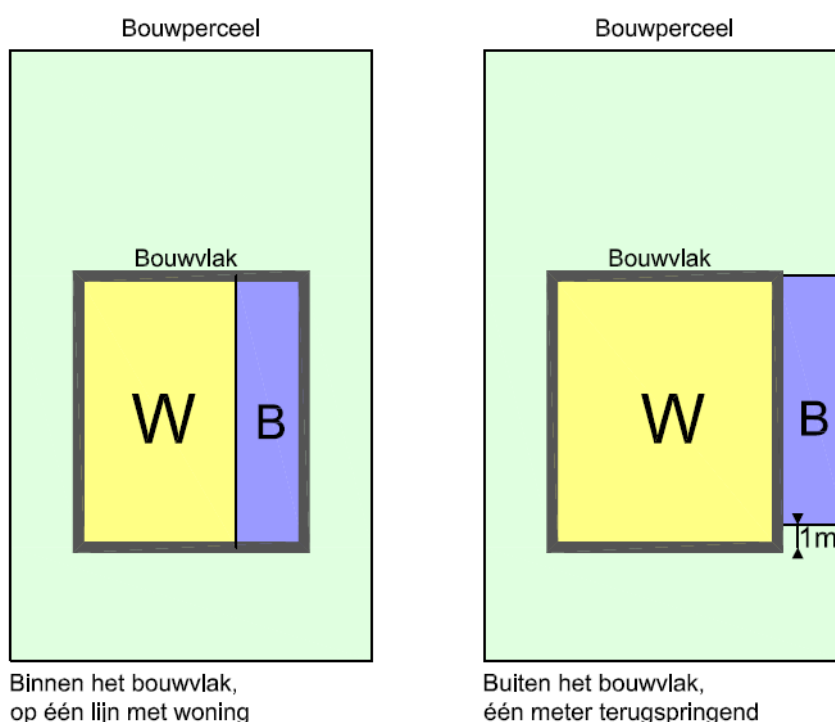 Bouwperceel
Bouwvlak
W
B
Binnen het bouwvlak,
op één lijn met woning
Bouwperceel
Bouwvlak
W
B
1m
Buiten het bouwvlak,
één meter terugspringend